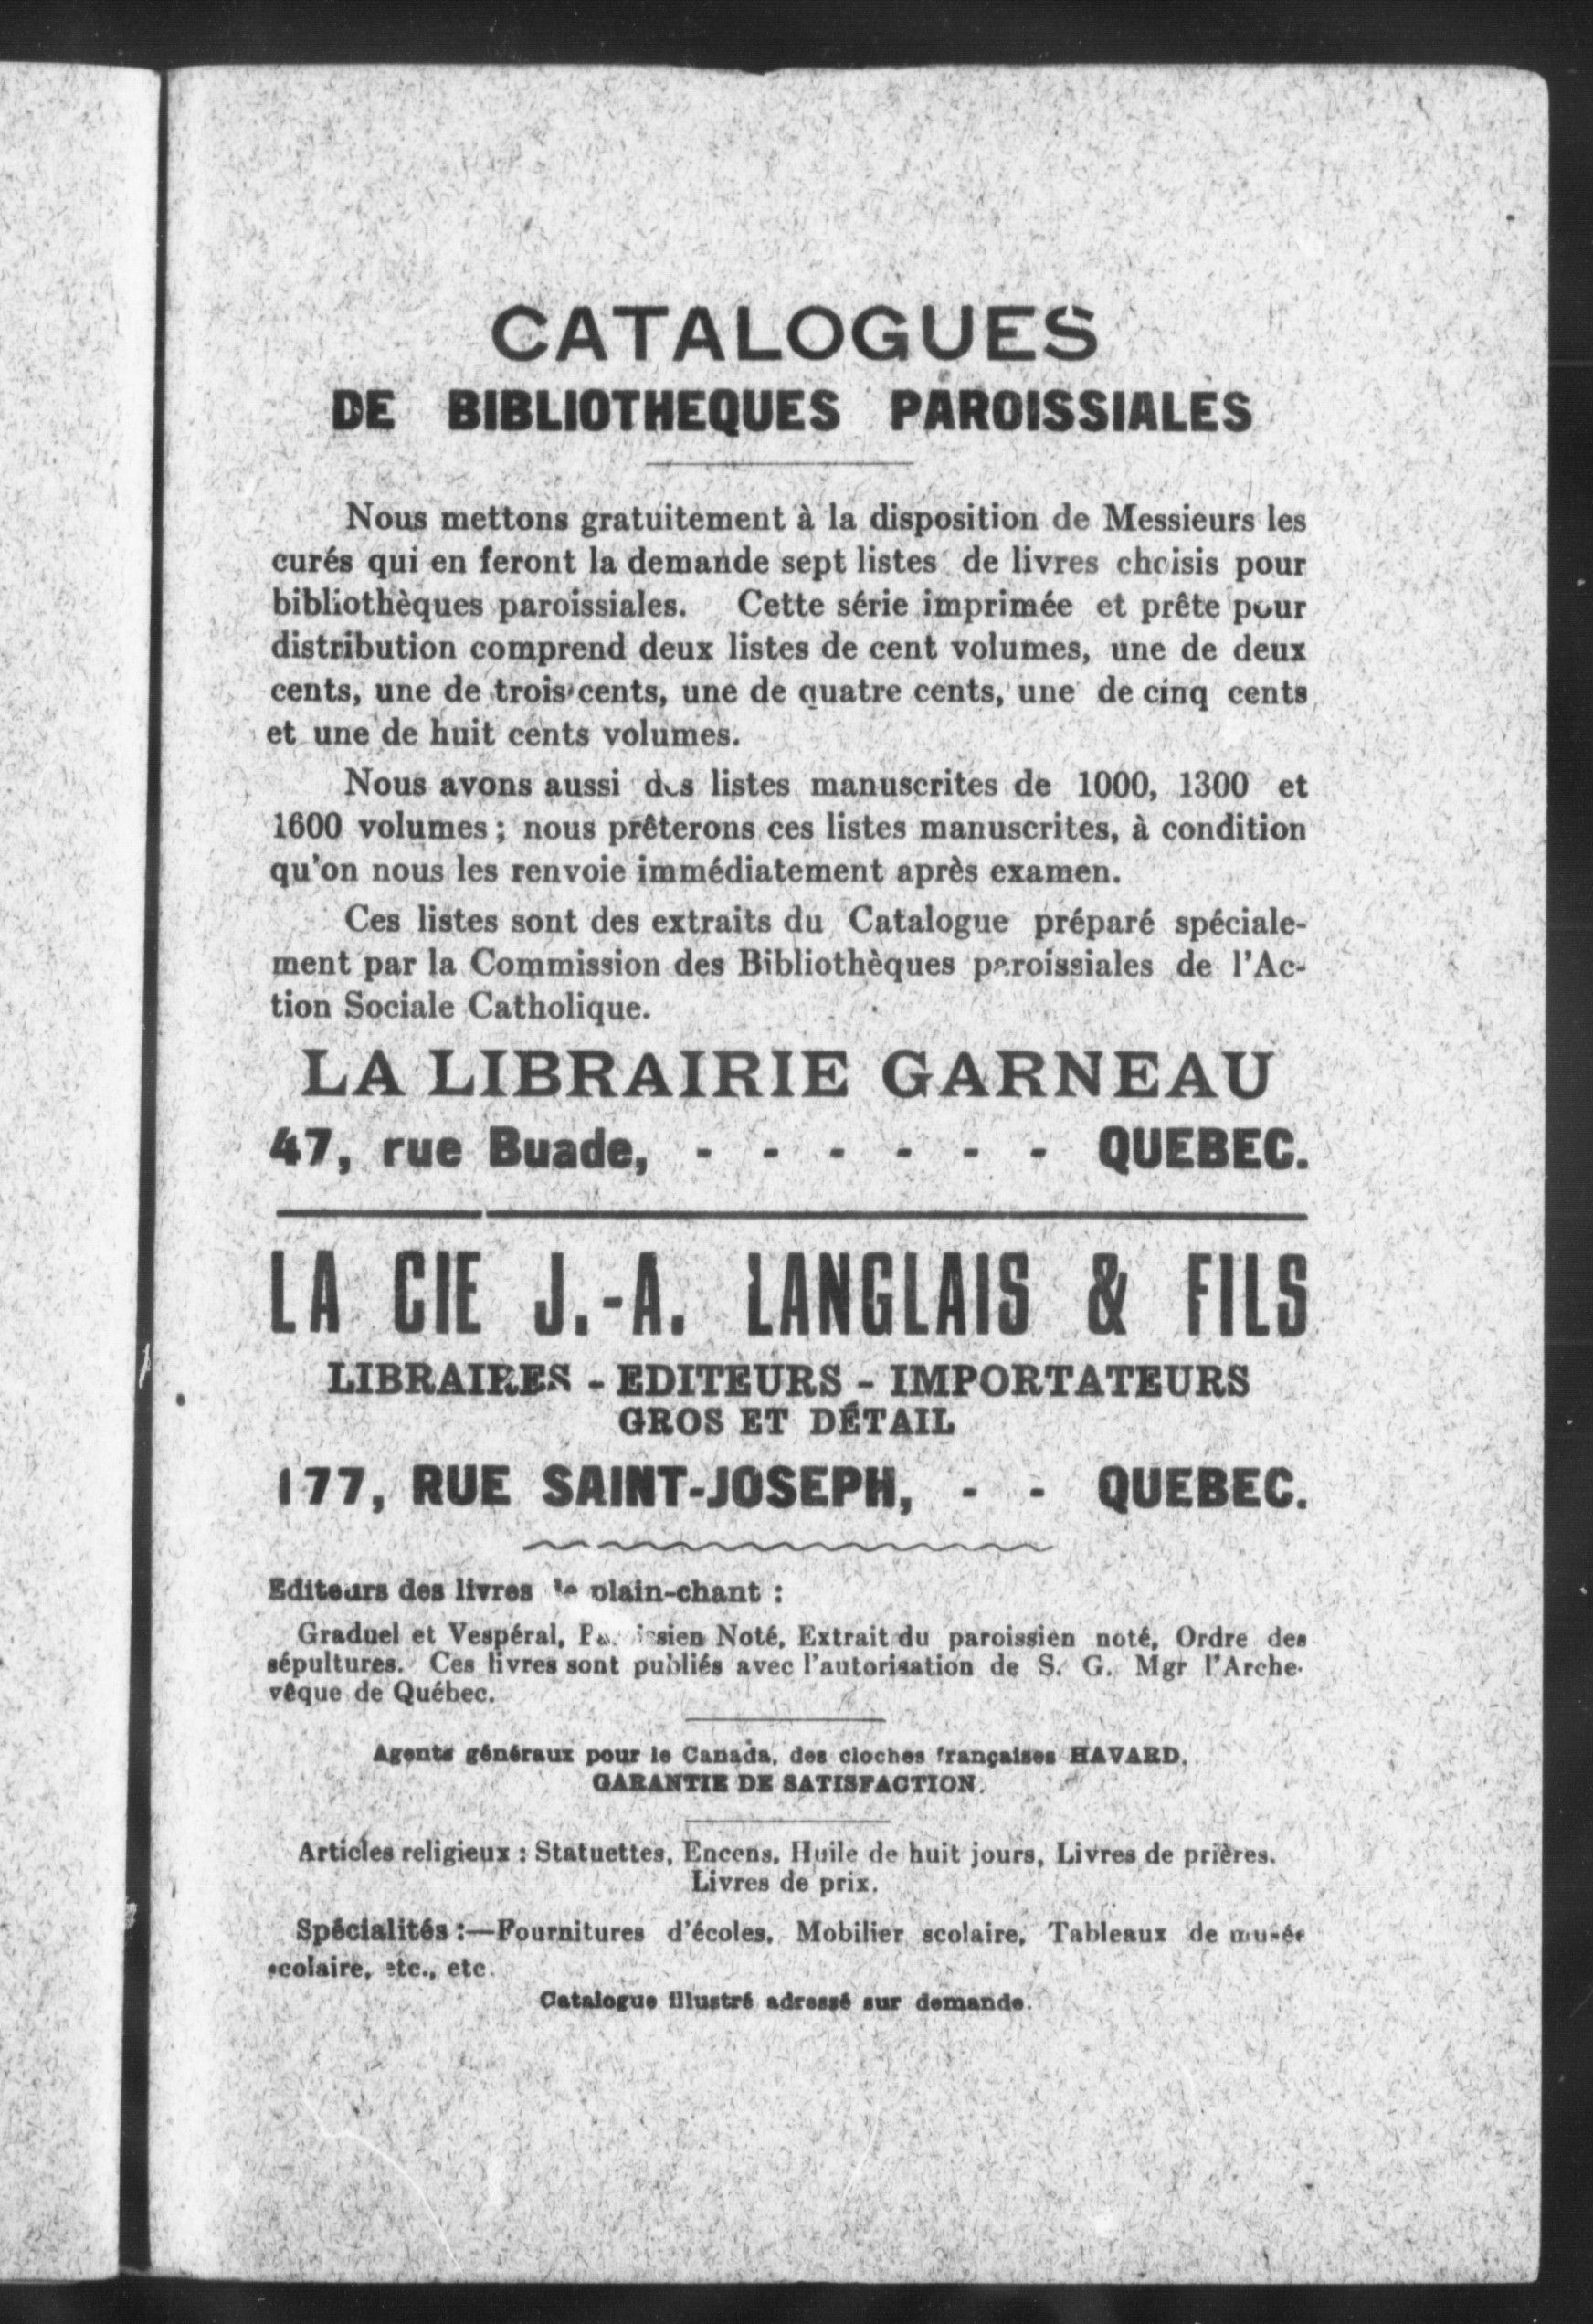 CATALOGUES
DE BIBLIOTHEQUES PAROISSIALES
Nous mettons gratuitement à la disposition de Messieurs les
curés qui en feront la demande sept listes de livres choisis pour
bibliothèques paroissiales. Cette série imprimée et prête pour
distribution comprend deux listes de cent volumes, une de deux
cents, une de trois cents, une de quatre cents, une de cinq cents
et une de huit cents volumes.
Nous avons aussi des listes manuscrites de 1000, 1300 et
1600 volumes ; nous prêterons ces listes manuscrites, à condition
qu'on nous les renvoie immédiatement après examen.
Ces listes sont des extraits du Catalogue préparé spéciale-
ment par la Commission des Bibliothèques paroissiales de l'Ac-
tion Sociale Catholique.
LA LIBRAIRIE GARNEAU
47, rue Buade, - - - - - - QUEBEC.
LA CIE J.-A. LANGLAIS & FILS
LIBRAIRES - EDITEURS - IMPORTATEURS
GROS ET DÉTAIL
177, RUE SAINT-JOSEPH, - - QUEBEC.
Editeurs des livres de plain-chant :
Graduel et Vespéral, Paroissien Noté, Extrait du paroissien noté, Ordre des
sépultures. Ces livres sont publiés avec l'autorisation de S. G. Mgr l'Arche-
vêque de Québec.
Agents généraux pour le Canada, des cloches françaises HAVARD.
GARANTIE DE SATISFACTION.
Articles religieux : Statuettes, Encens, Huile de huit jours, Livres de prières.
Livres de prix.
Spécialités :—Fournitures d'écoles, Mobilier scolaire, Tableaux de musée
scolaire, etc., etc.
Catalogue illustré adressé sur demande.